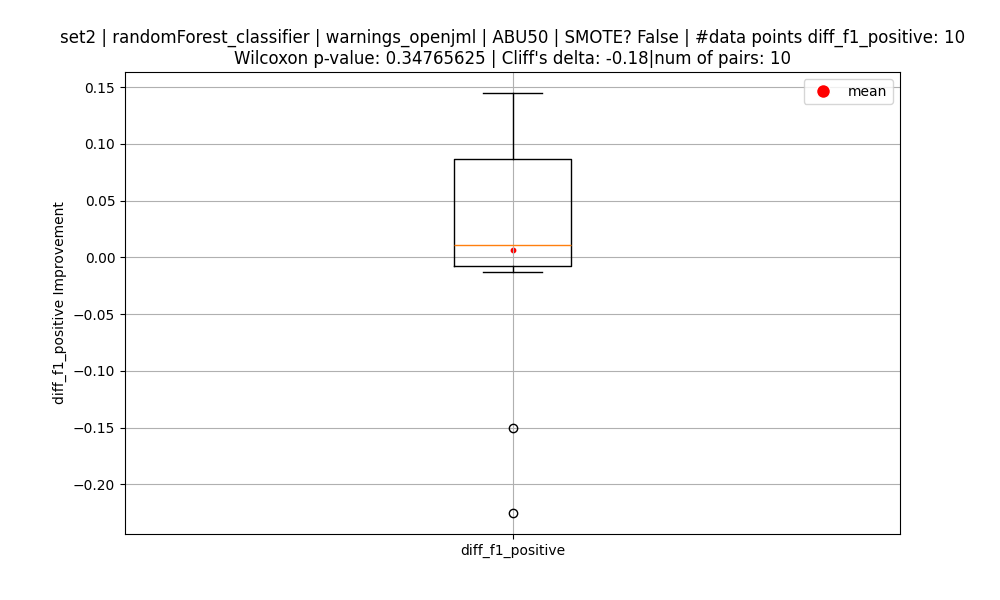 set2 | randomForest_classifier | warnings_openjml | ABU50 | SMOTE? False | #data points diff_f1_positive: 10
Wilcoxon p-value: 0.34765625 | Cliff's delta: -0.18|num of pairs: 10
mean
0.15
0.10
0.05
0.00
−0.05
−0.10
−0.15
−0.20
diff_f1_positive Improvement
diff_f1_positive